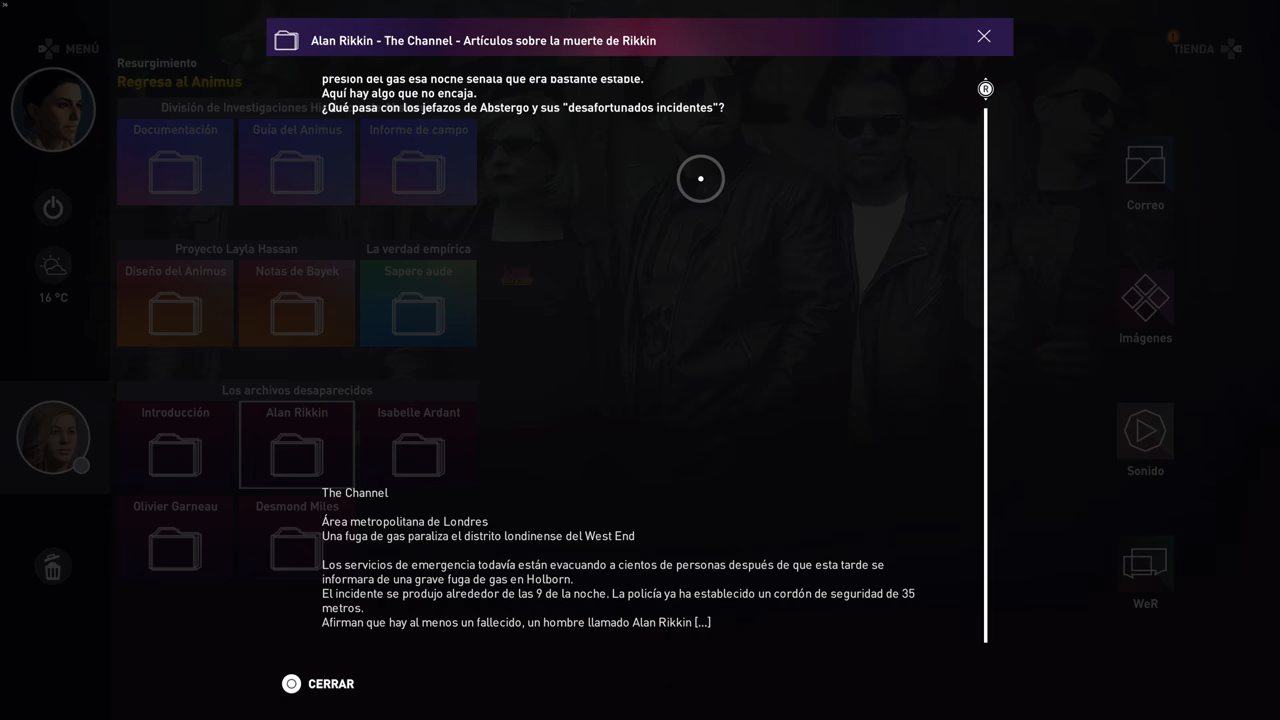 Alan Rikkin - The Channel - Artículos sobre la muerte de Rikkin
MENÚ
TIENDA
Resurgimiento
Regresa al Animus
presión del gas esa noche señala que era bastante estable.
Aquí hay algo que no encaja.
¿Qué pasa con los jefazos de Abstergo y sus "desafortunados incidentes"?
R
División de Investigaciones Hi
Documentación
Guía del Animus
Informe de campo
Proyecto Layla Hassan
La verdad empírica
Diseño del Animus
Notas de Bayek
Sapere aude
16 °C
Los archivos desaparecidos
Introducción
Alan Rikkin
Isabelle Ardant
Olivier Garneau
Desmond Miles
Correo
Imágenes
Sonido
WeR
The Channel
Área metropolitana de Londres
Una fuga de gas paraliza el distrito londinense del West End
Los servicios de emergencia todavía están evacuando a cientos de personas después de que esta tarde se
informara de una grave fuga de gas en Holborn.
El incidente se produjo alrededor de las 9 de la noche. La policía ya ha establecido un cordón de seguridad de 35
metros.
Afirman que hay al menos un fallecido, un hombre llamado Alan Rikkin [...]
CERRAR